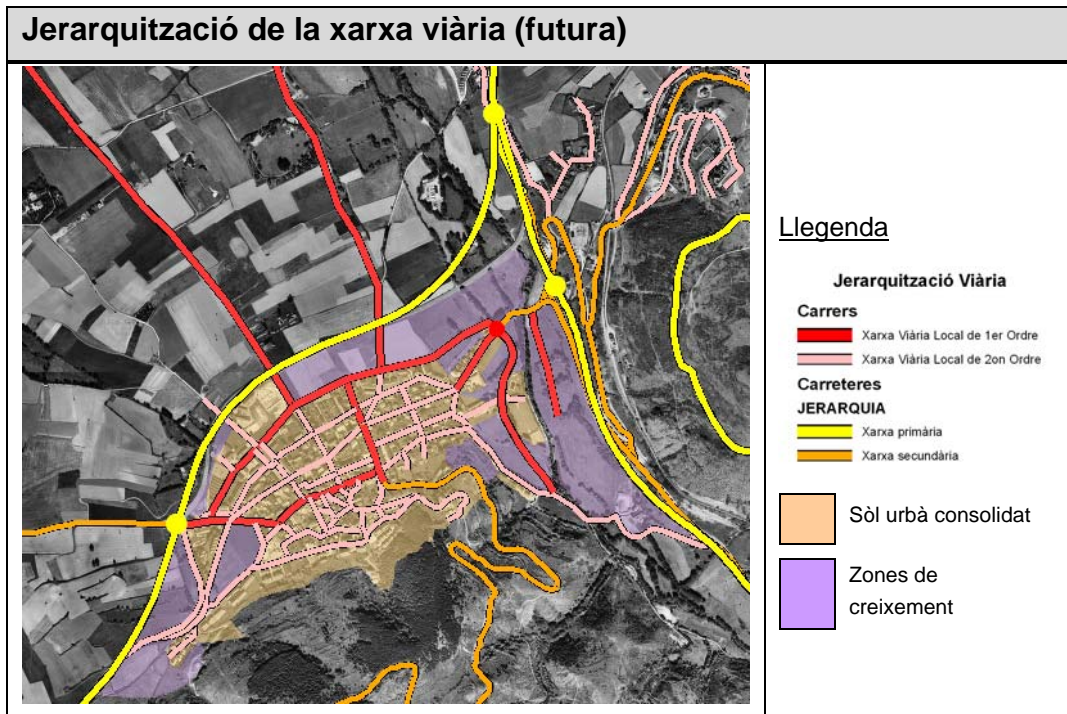 Jerarquització de la xarxa viària (futura)
Llegenda
Jerarquització Viària
Carrers
Xarxa Viària Local de 1er Ordre
Xarxa Viària Local de 2on Ordre
Carreteres
JERARQUIA
Xarxa primària
Xarxa secundària
Sòl urbà consolidat
Zones de
creixement